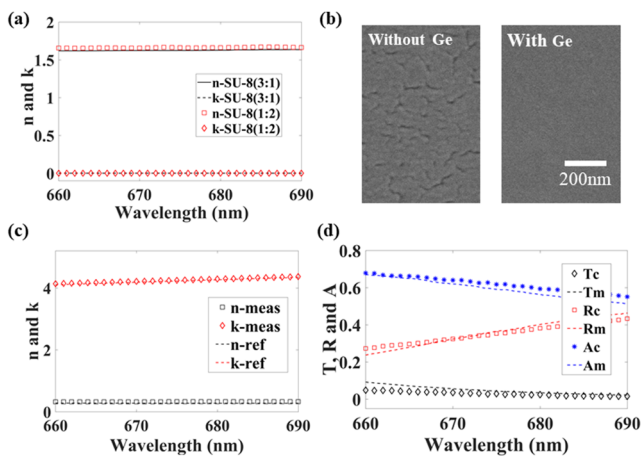 (a)
2
1.5
1
0.5
0
n and k
n-SU-8(3:1)
k-SU-8(3:1)
n-SU-8(1:2)
k-SU-8(1:2)
660 670 680 690
Wavelength (nm)
(b)
Without Ge
With Ge
200nm
(c)
4
2
0
n and k
n-meas
k-meas
n-ref
k-ref
660 670 680 690
Wavelength (nm)
(d)
0.8
0.6
0.4
0.2
0
T, R and A
Tc
Tm
Rc
Rm
Ac
Am
660 670 680 690
Wavelength (nm)